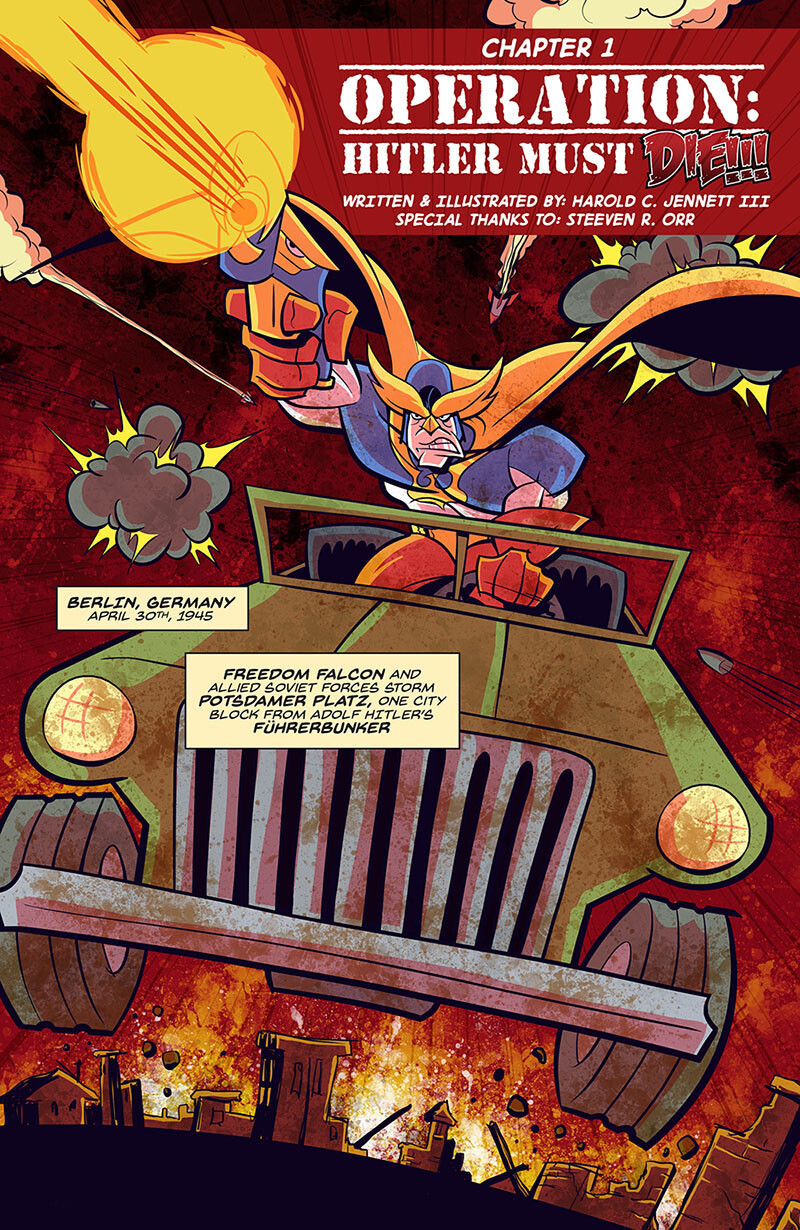 CHAPTER 1
OPERATION:
HITLER MUST DIE!!!
WRITTEN & ILLUSTRATED BY: HAROLD C. JENNETT III
SPECIAL THANKS TO: STEEVEN R. ORR
BERLIN, GERMANY
APRIL 30TH, 1945
FREEDOM FALCON AND
ALLIED SOVIET FORCES STORM
POTSDAMER PLATZ, ONE CITY
BLOCK FROM ADOLF HITLER'S
FÜHRERBUNKER